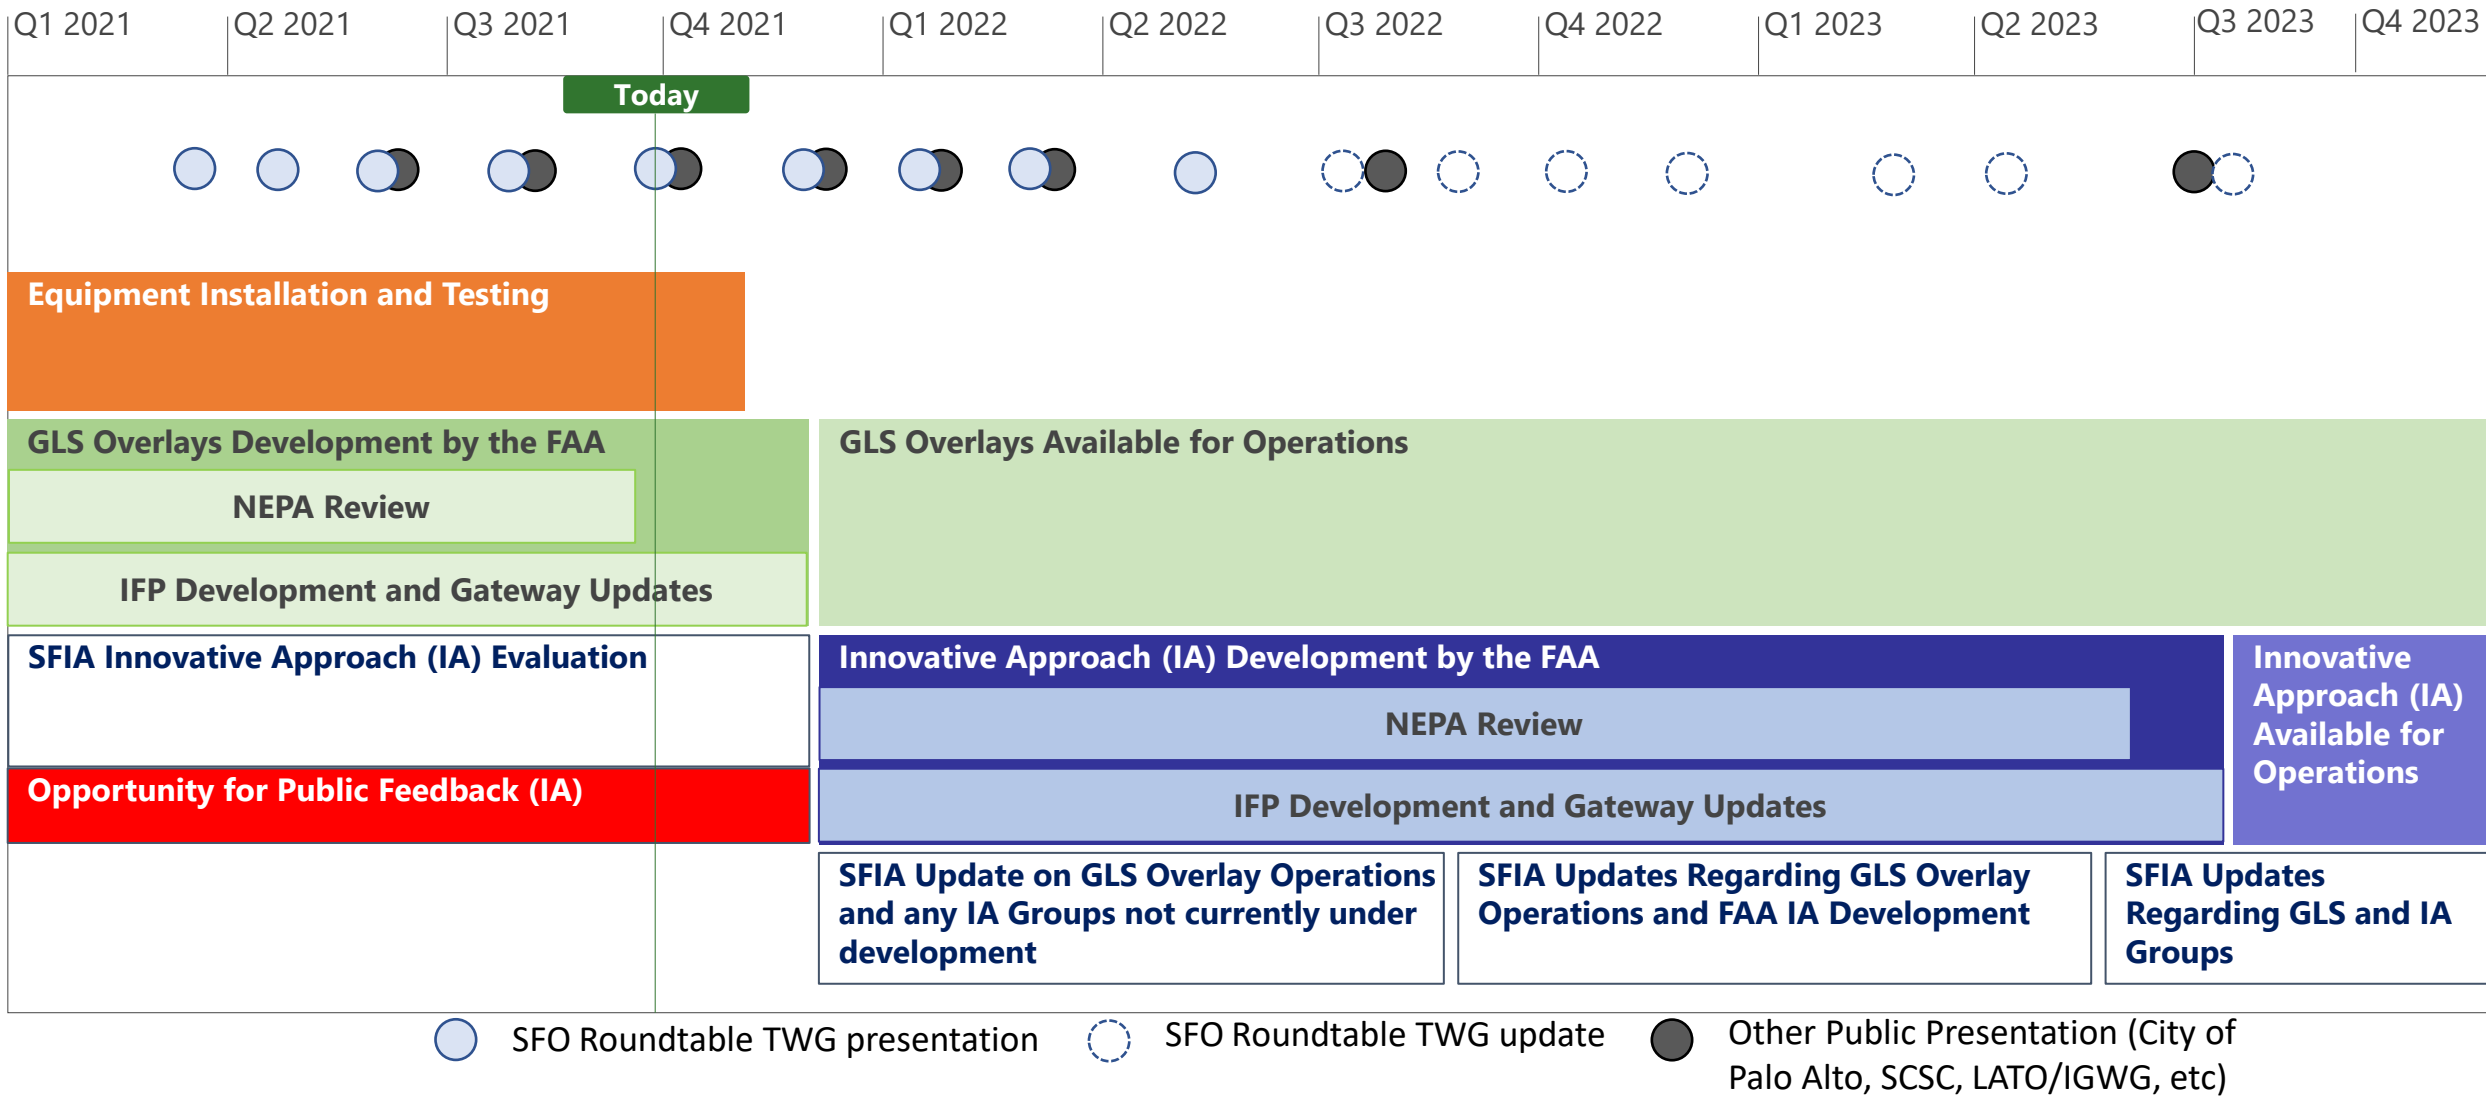 Q1 2021
Q2 2021
Q3 2021
Q4 2021
Q1 2022
Q2 2022
Q3 2022
Q4 2022
Q1 2023
Q2 2023
Q3 2023
Q4 2023
Today
Equipment Installation and Testing
GLS Overlays Development by the FAA
NEPA Review
IFP Development and Gateway Updates
GLS Overlays Available for Operations
SFIA Innovative Approach (IA) Evaluation
Opportunity for Public Feedback (IA)
Innovative Approach (IA) Development by the FAA
NEPA Review
IFP Development and Gateway Updates
Innovative
Approach (IA)
Available for
Operations
SFIA Update on GLS Overlay Operations
and any IA Groups not currently under
development
SFIA Updates Regarding GLS Overlay
Operations and FAA IA Development
SFIA Updates
Regarding GLS and IA
Groups
SFO Roundtable TWG presentation
SFO Roundtable TWG update
Other Public Presentation (City of
Palo Alto, SCSC, LATO/IGWG, etc)